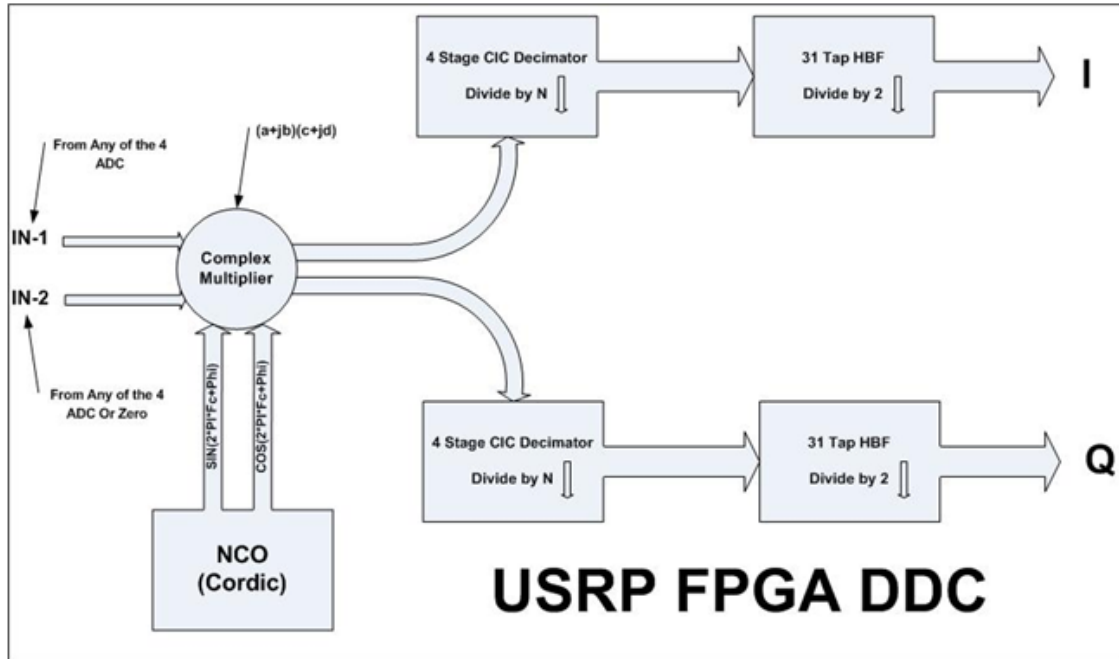 4 Stage CIC Decimator
Divide by N
31 Tap HBF
Divide by 2
I
(a+jb)(c+jd)
From Any of the 4
ADC
IN-1
Complex
Multiplier
IN-2
From Any of the 4
ADC Or Zero
SIN(2*PI*Fc+Phi)
COS(2*PI*Fc+Phi)
4 Stage CIC Decimator
Divide by N
31 Tap HBF
Divide by 2
Q
NCO
(Cordic)
USRP FPGA DDC